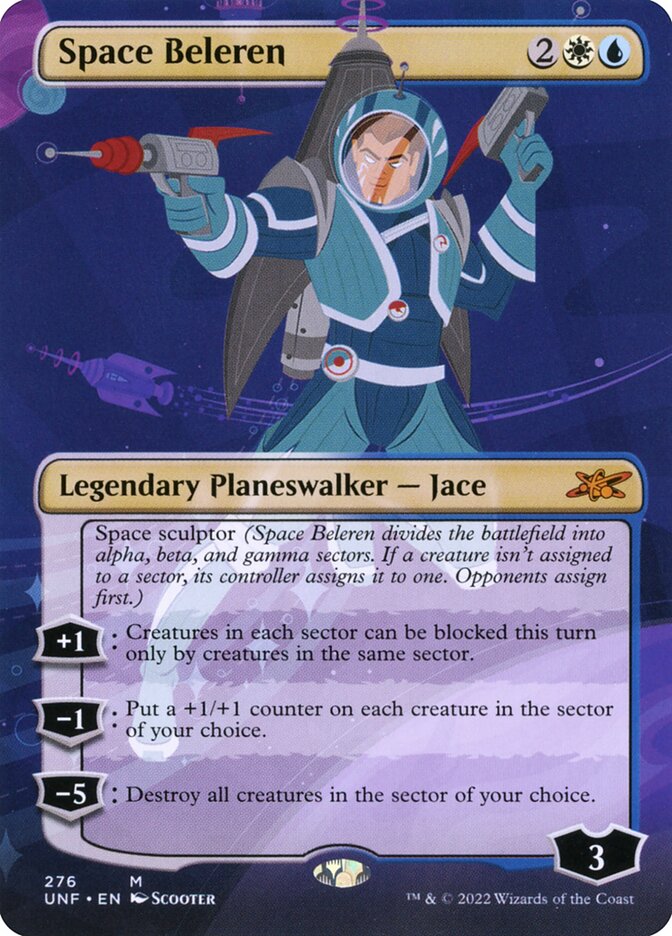 Space Beleren 2
Legendary Planeswalker — Jace
Space sculptor (Space Beleren divides the battlefield into
alpha, beta, and gamma sectors. If a creature isn't assigned
to a sector, its controller assigns it to one. Opponents assign
first.)
+1: Creatures in each sector can be blocked this turn
only by creatures in the same sector.
−1: Put a +1/+1 counter on each creature in the sector
of your choice.
−5: Destroy all creatures in the sector of your choice.
3
276 M
UNF • EN Scooter
™ & © 2022 Wizards of the Coast